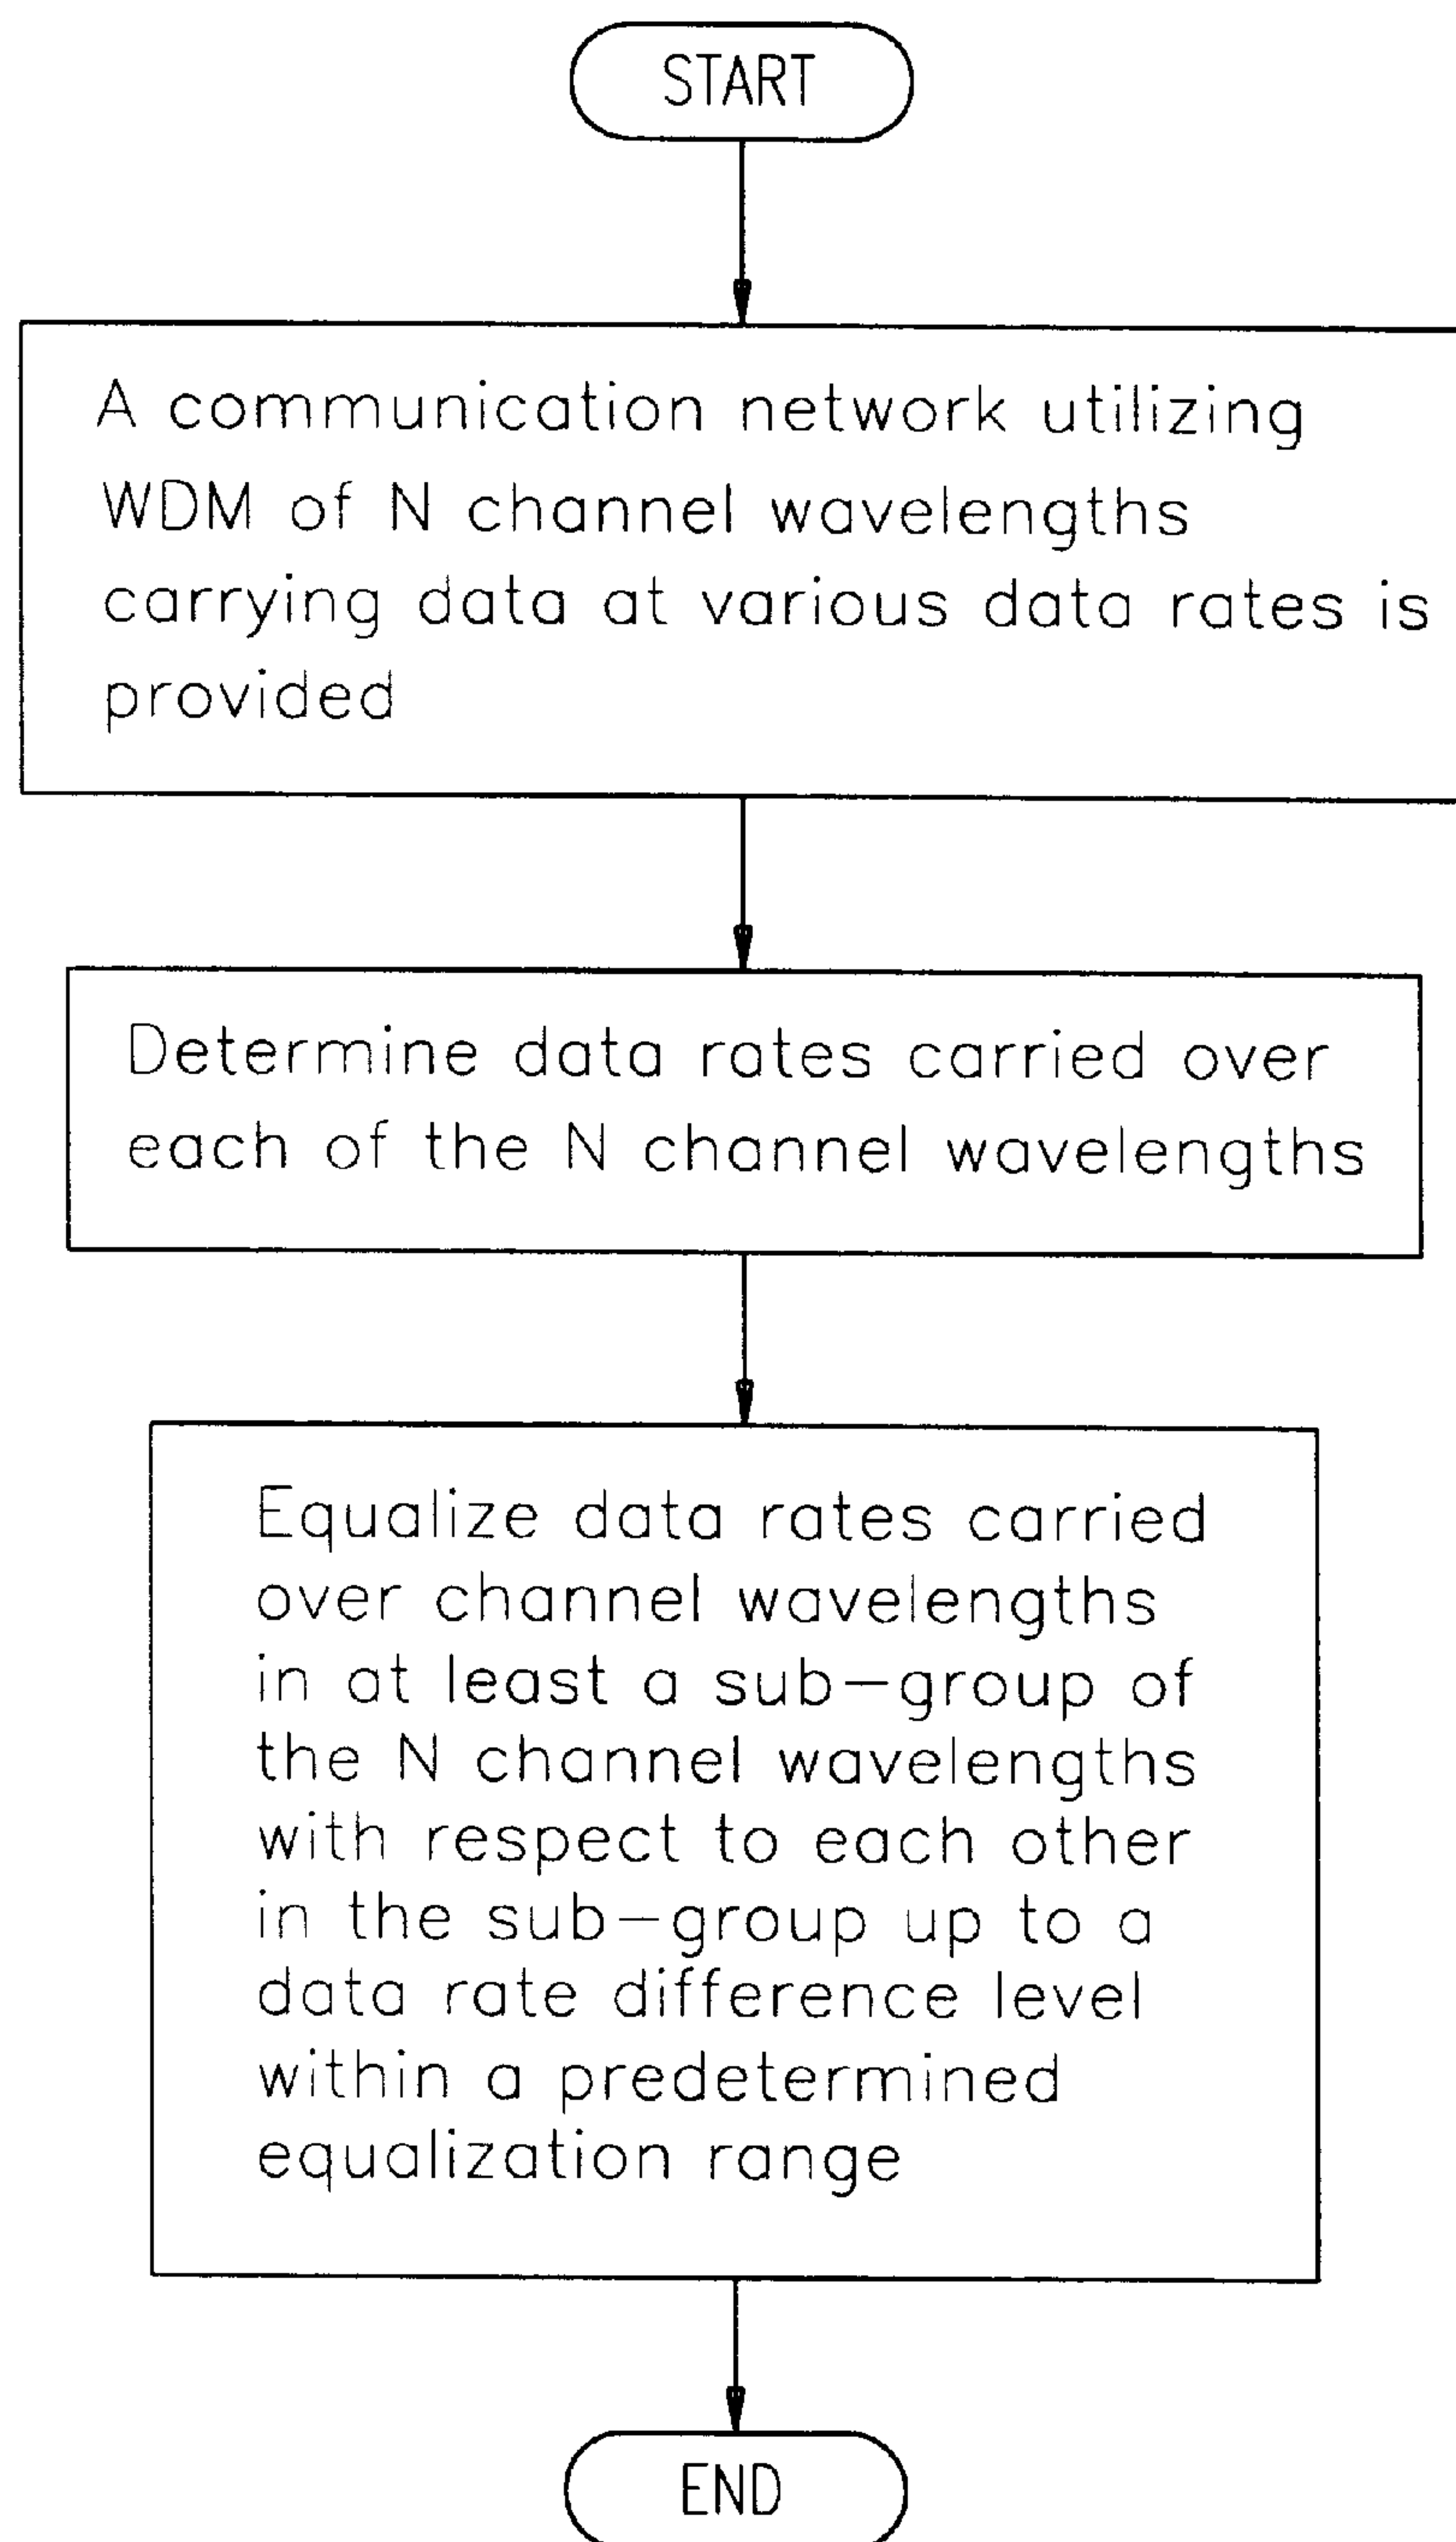 START
A communication network utilizing
WDM of N channel wavelengths
carrying data at various data rates is
provided
Determine data rates carried over
each of the N channel wavelengths
Equalize data rates carried
over channel wavelengths
in at least a sub-group of
the N channel wavelengths
with respect to each other
in the sub-group up to a
data rate difference level
within a predetermined
equalization range
END